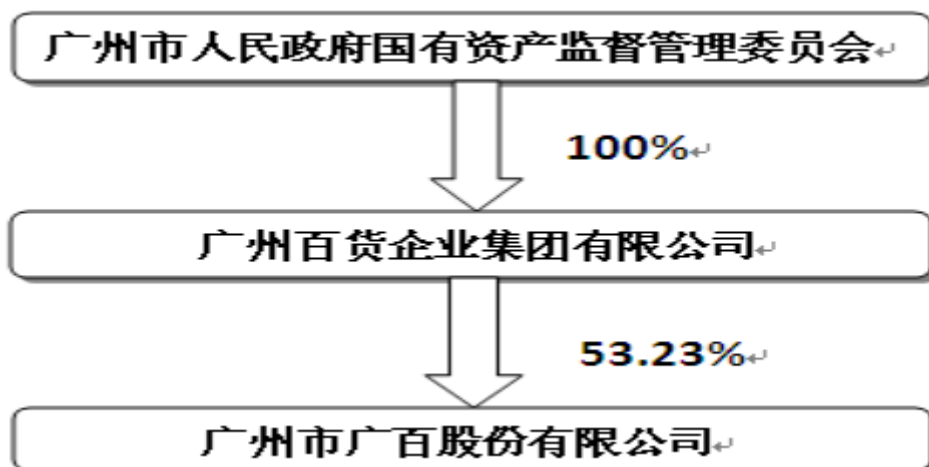 广州市人民政府国有资产监督管理委员会↵
100%↵
广州百货企业集团有限公司↵
53.23%↵
广州市广百股份有限公司↵